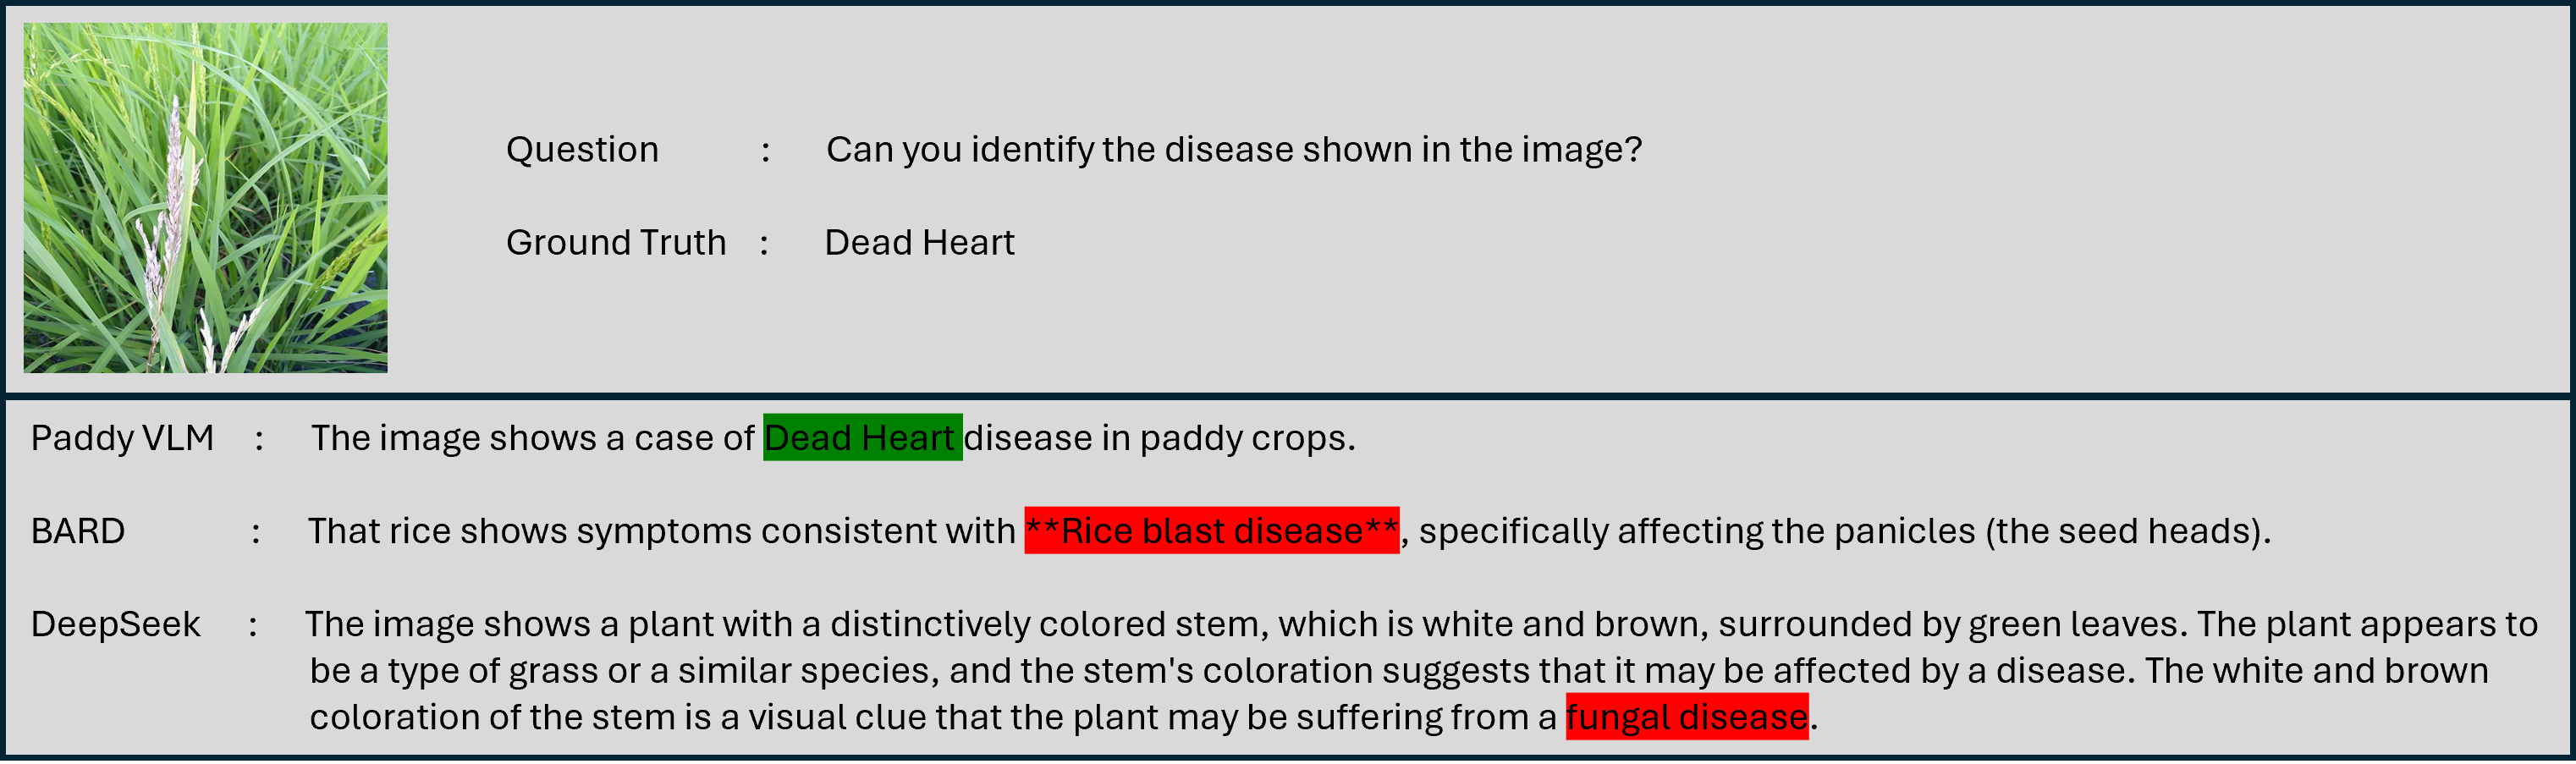 Question : Can you identify the disease shown in the image?
Ground Truth : Dead Heart
Paddy VLM : The image shows a case of Dead Heart disease in paddy crops.
BARD : That rice shows symptoms consistent with **Rice blast disease**, specifically affecting the panicles (the seed heads).
DeepSeek : The image shows a plant with a distinctively colored stem, which is white and brown, surrounded by green leaves. The plant appears to
be a type of grass or a similar species, and the stem's coloration suggests that it may be affected by a disease. The white and brown
coloration of the stem is a visual clue that the plant may be suffering from a fungal disease.